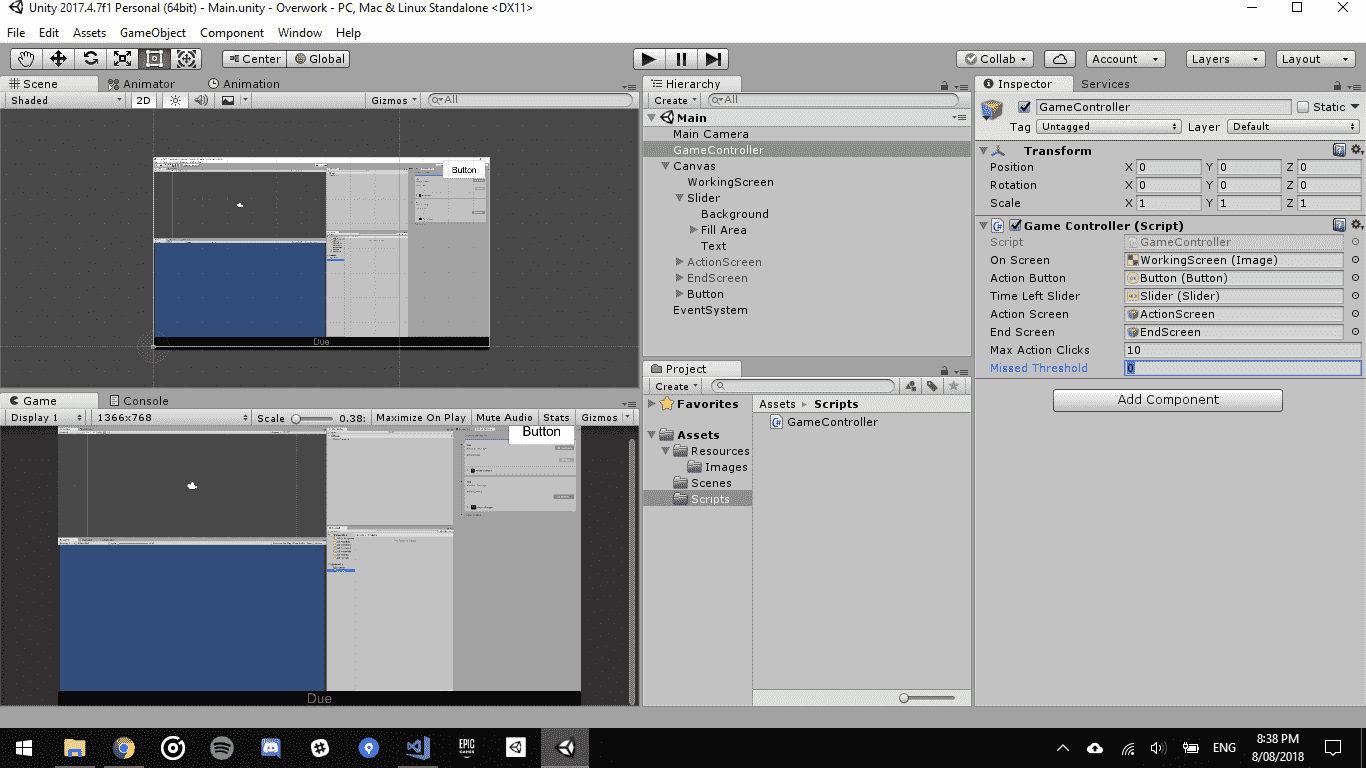 Unity 2017.4.7f1 Personal (64bit) - Main.unity - Overwork - PC, Mac & Linux Standalone <DX11>
File Edit Assets GameObject Component Window Help
Center Global Collab Account Layers Layout
Scene Animator Animation
Shaded 2D Gizmos All
Button
Due
Game Console
Display 1 1366x768 Scale 0.38: Maximize On Play Mute Audio Stats Gizmos
Button
Due
Hierarchy
Create All
Main
Main Camera
GameController
Canvas
WorkingScreen
Slider
Background
Fill Area
Text
ActionScreen
EndScreen
Button
EventSystem
Project
Create
Favorites
Assets
Resources
Images
Scenes
Scripts
Assets Scripts
GameController
Inspector Services
GameController Static
Tag Untagged Layer Default
Transform
Position X 0 Y 0 Z 0
Rotation X 0 Y 0 Z 0
Scale X 1 Y 1 Z 1
Game Controller (Script)
Script GameController
On Screen WorkingScreen (Image)
Action Button Button (Button)
Time Left Slider Slider (Slider)
Action Screen ActionScreen
End Screen EndScreen
Max Action Clicks 10
Missed Threshold 0
Add Component
EPIC
GAMES
ENG
8:38 PM
8/08/2018